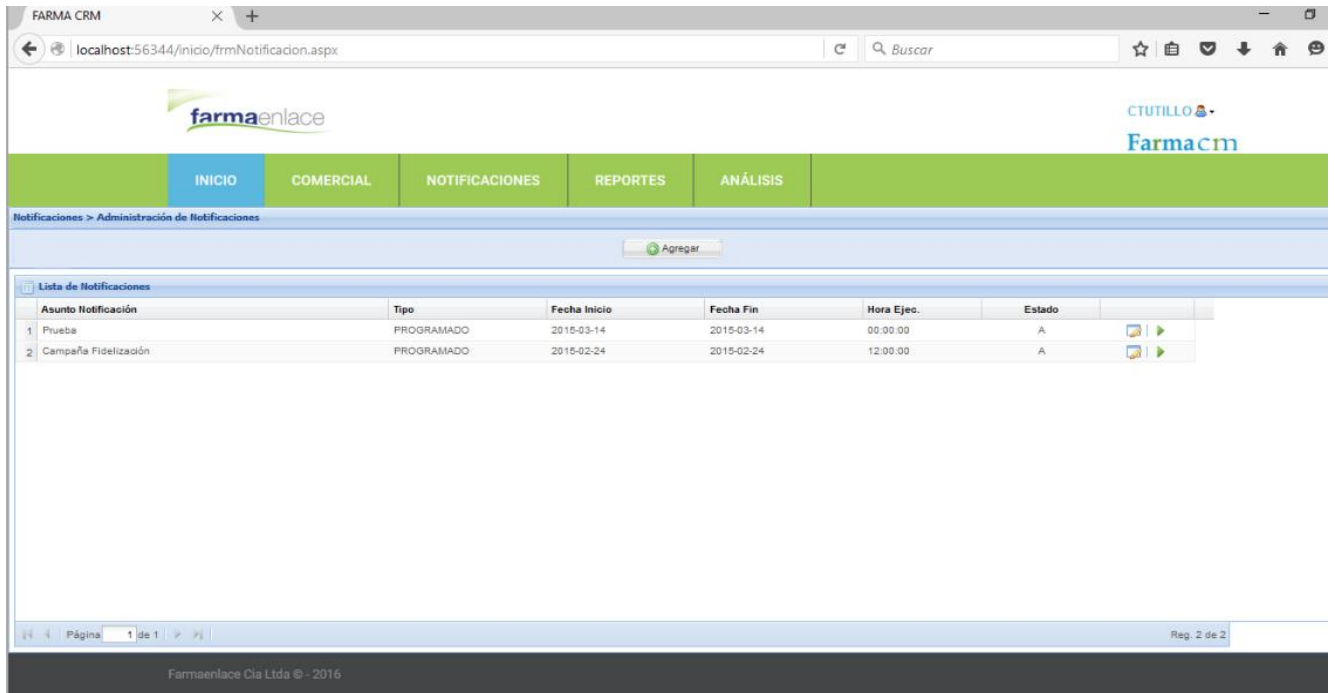 FARMA CRM
localhost:56344/inicio/frmNotificacion.aspx
Buscar
farmaenlace
CTUTILLO
Farmacm
INICIO COMERCIAL NOTIFICACIONES REPORTES ANÁLISIS
Notificaciones > Administración de Notificaciones
Agregar
Lista de Notificaciones
Asunto Notificación Tipo Fecha Inicio Fecha Fin Hora Ejec. Estado
1 Prueba PROGRAMADO 2015-03-14 2015-03-14 00:00:00 A
2 Campaña Fidelización PROGRAMADO 2015-02-24 2015-02-24 12:00:00 A
Página 1 de 1 Reg. 2 de 2
Farmaenlace Cia Ltda © - 2016